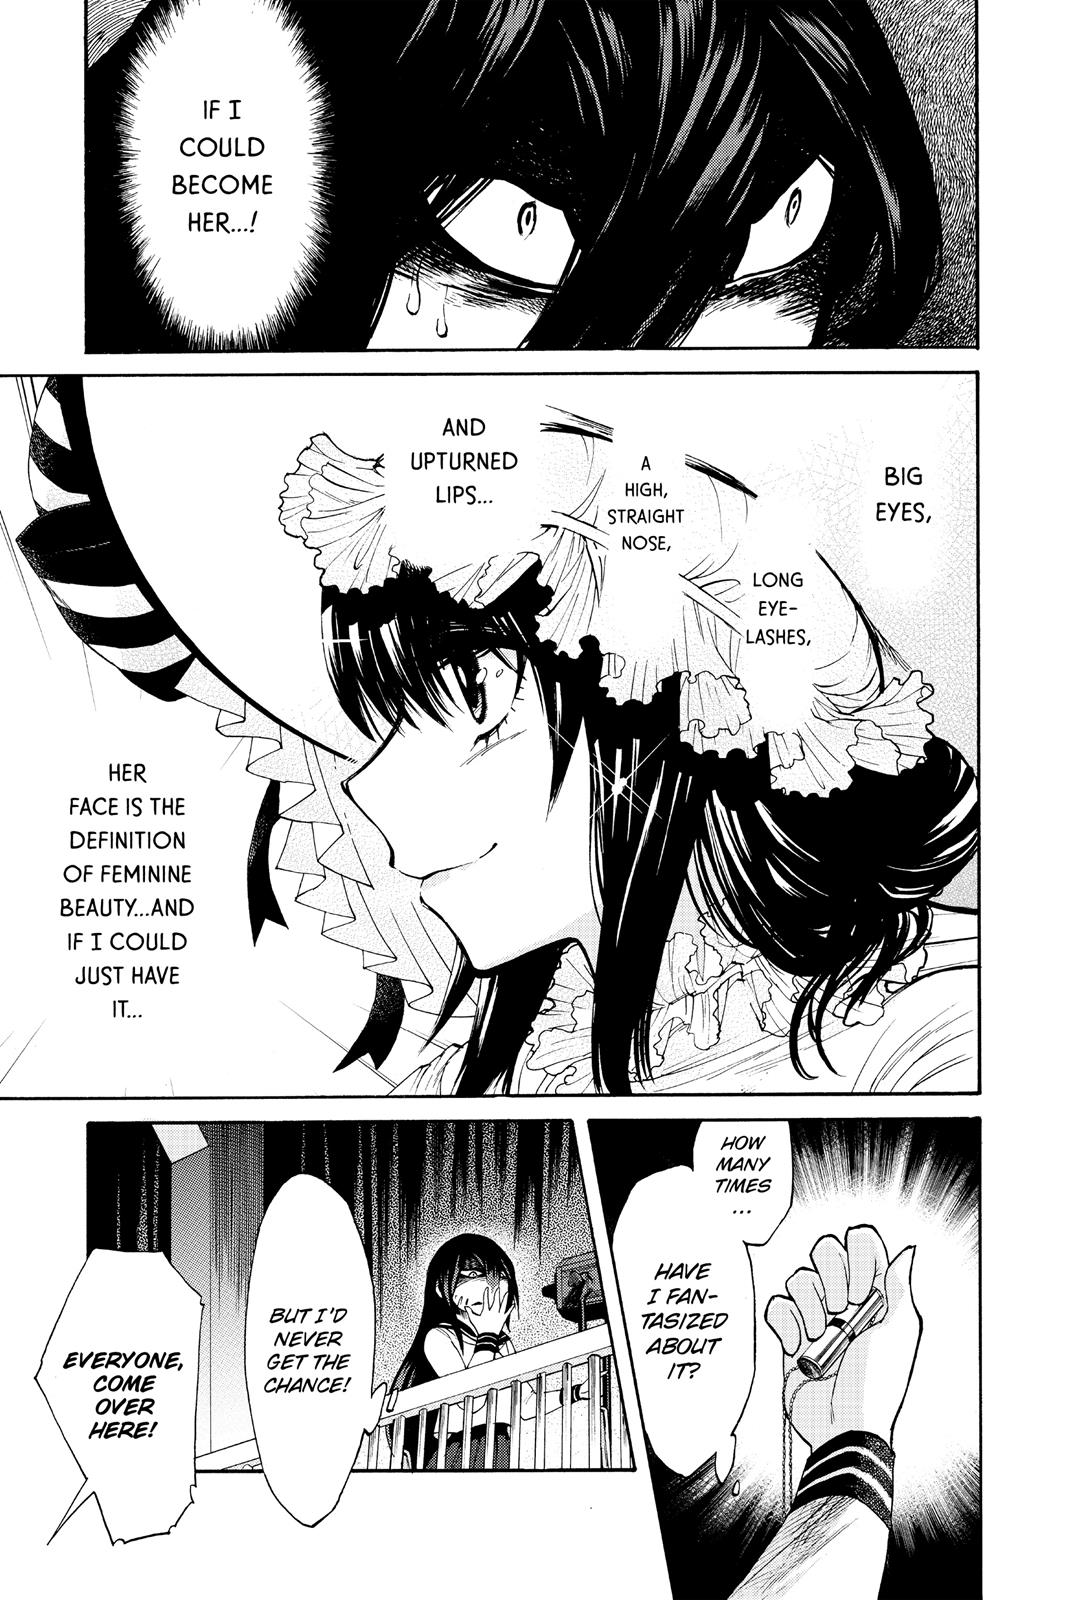 IF I
COULD
BECOME
HER...!
BIG
EYES,
LONG
EYE-
LASHES,
A
HIGH,
STRAIGHT
NOSE,
AND
UPTURNED
LIPS...
HER
FACE IS THE
DEFINITION
OF FEMININE
BEAUTY...AND
IF I COULD
JUST HAVE
IT...
HOW
MANY
TIMES
...
HAVE
I FAN-
TASIZED
ABOUT
IT?
BUT I'D
NEVER
GET THE
CHANCE!
EVERYONE,
COME
OVER
HERE!